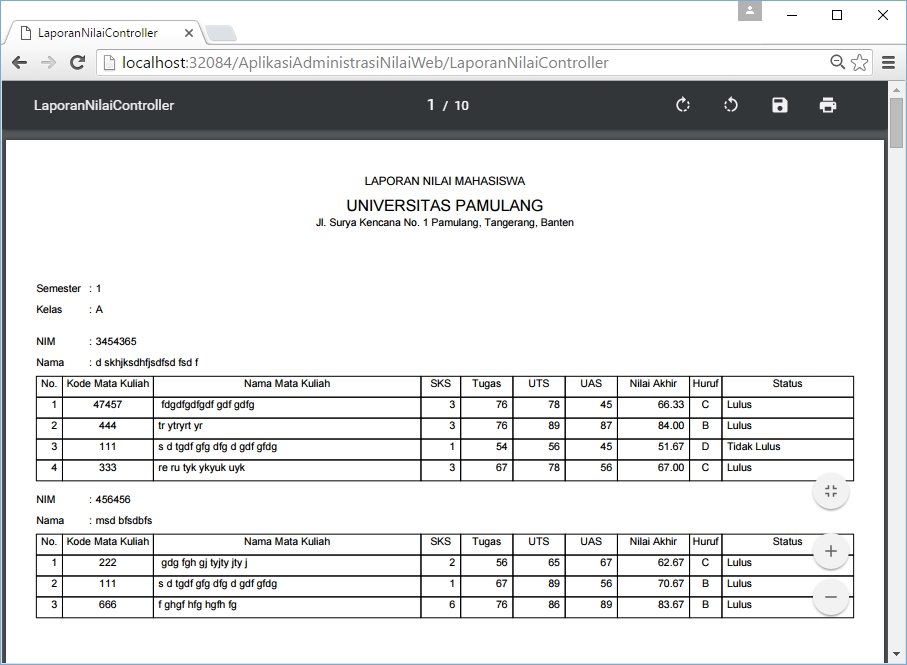 LaporanNilaiController
localhost:32084/AplikasiAdministrasiNilaiWeb/LaporanNilaiController
LaporanNilaiController 1 / 10
LAPORAN NILAI MAHASISWA
UNIVERSITAS PAMULANG
Jl. Surya Kencana No. 1 Pamulang, Tangerang, Banten
Semester : 1
Kelas : A
NIM : 3454365
Nama : d skhjksdhfjsdfsd fsd f
No. Kode Mata Kuliah Nama Mata Kuliah SKS Tugas UTS UAS Nilai Akhir Huruf Status
1 47457 fdgdfgdfgdf gdf gdfg 3 76 78 45 66.33 C Lulus
2 444 tr ytryrt yr 3 76 89 87 84.00 B Lulus
3 111 s d tgdf gfg dfg d gdf gfdg 1 54 56 45 51.67 D Tidak Lulus
4 333 re ru tyk ykyuk uyk 3 67 78 56 67.00 C Lulus
NIM : 456456
Nama : msd bfsdbfs
No. Kode Mata Kuliah Nama Mata Kuliah SKS Tugas UTS UAS Nilai Akhir Huruf Status
1 222 gdg fgh gj tyjty jty j 2 56 65 67 62.67 C Lulus
2 111 s d tgdf gfg dfg d gdf gfdg 1 67 89 56 70.67 B Lulus
3 666 f ghgf hfg hgfh fg 6 76 86 89 83.67 B Lulus